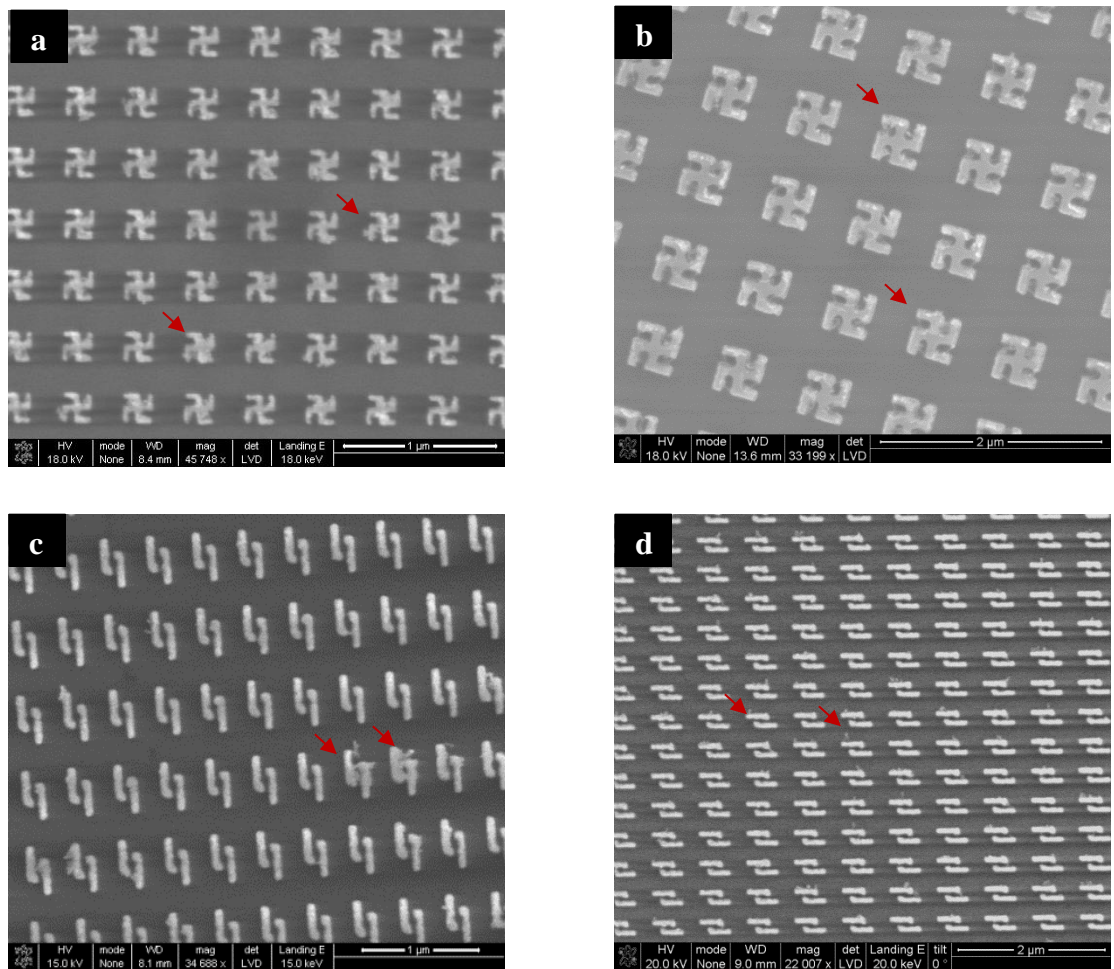 a
b
HV mode WD mag det Landing E 1 µm
18.0 kV None 8.4 mm 45 748 x LVD 18.0 keV
HV mode WD mag det 2 µm
18.0 kV None 13.6 mm 33 199 x LVD
c
d
HV mode WD mag det Landing E 1 µm
15.0 kV None 8.1 mm 34 688 x LVD 15.0 keV
HV mode WD mag det Landing E tilt 2 µm
20.0 kV None 9.0 mm 22 007 x LVD 20.0 keV 0 °